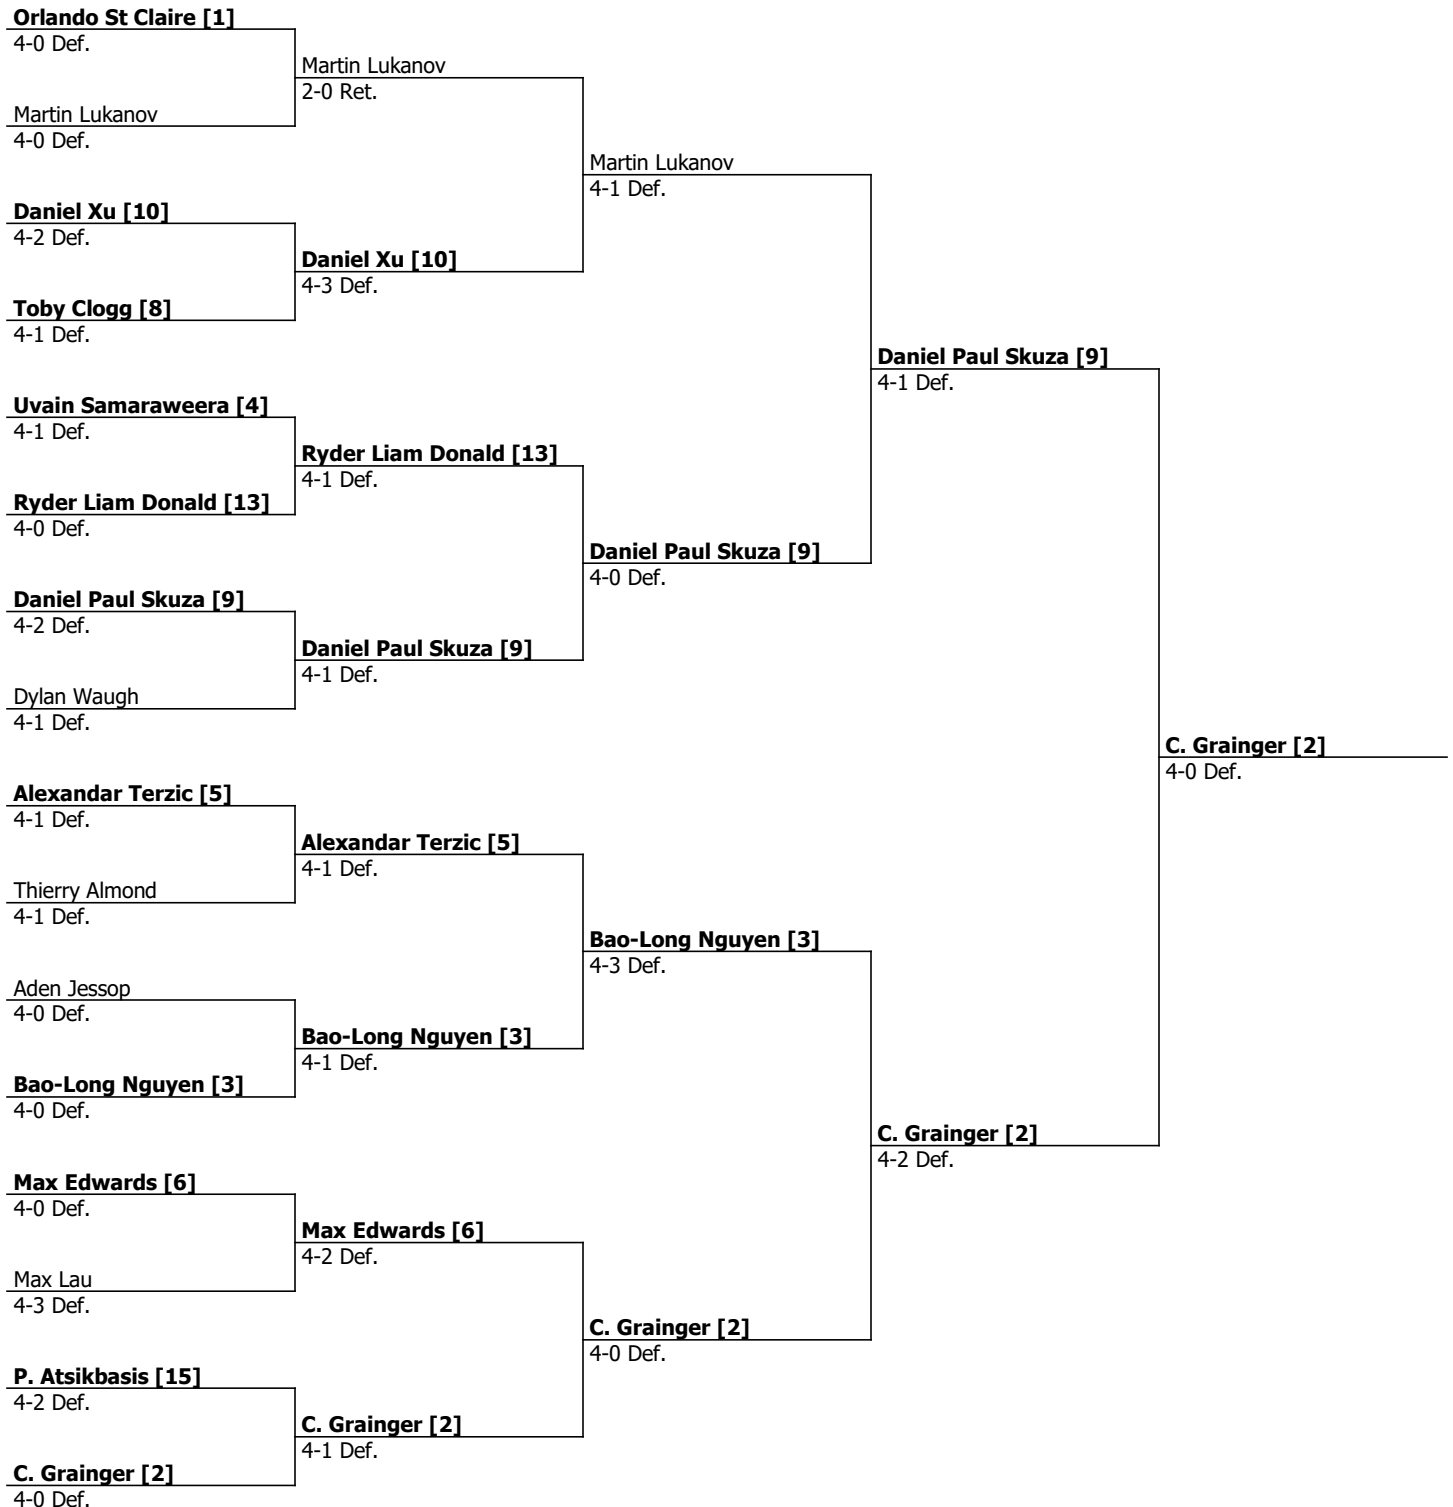 Orlando St Claire [1]
4-0 Def.
Martin Lukanov
2-0 Ret.
Martin Lukanov
4-0 Def.
Martin Lukanov
4-1 Def.
Daniel Xu [10]
4-2 Def.
Daniel Xu [10]
4-3 Def.
Toby Clogg [8]
4-1 Def.
Daniel Paul Skuza [9]
4-1 Def.
Uvain Samaraweera [4]
4-1 Def.
Ryder Liam Donald [13]
4-1 Def.
Ryder Liam Donald [13]
4-0 Def.
Daniel Paul Skuza [9]
4-0 Def.
Daniel Paul Skuza [9]
4-2 Def.
Daniel Paul Skuza [9]
4-1 Def.
Dylan Waugh
4-1 Def.
C. Grainger [2]
4-0 Def.
Alexandar Terzic [5]
4-1 Def.
Alexandar Terzic [5]
4-1 Def.
Thierry Almond
4-1 Def.
Bao-Long Nguyen [3]
4-3 Def.
Aden Jessop
4-0 Def.
Bao-Long Nguyen [3]
4-1 Def.
Bao-Long Nguyen [3]
4-0 Def.
C. Grainger [2]
4-2 Def.
Max Edwards [6]
4-0 Def.
Max Edwards [6]
4-2 Def.
Max Lau
4-3 Def.
C. Grainger [2]
4-0 Def.
P. Atsikbasis [15]
4-2 Def.
C. Grainger [2]
4-1 Def.
C. Grainger [2]
4-0 Def.